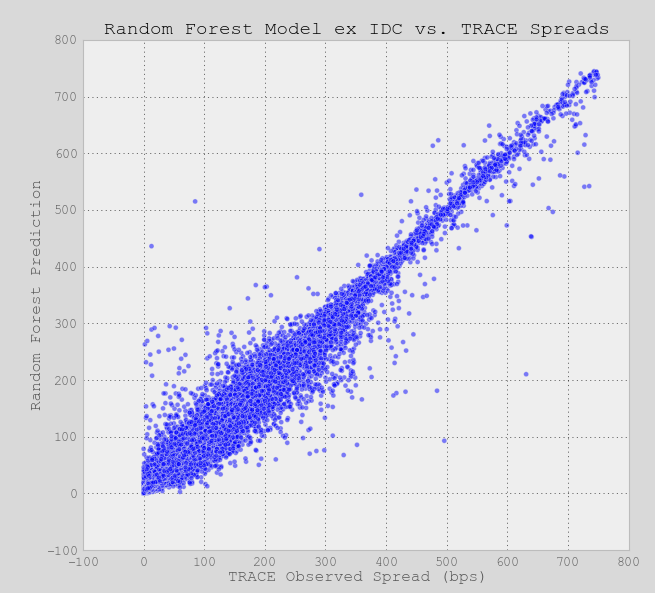 Random Forest Model ex IDC vs. TRACE Spreads
800
700
600
500
400
300
200
100
0
−100
Random Forest Prediction
−100 0 100 200 300 400 500 600 700 800
TRACE Observed Spread (bps)